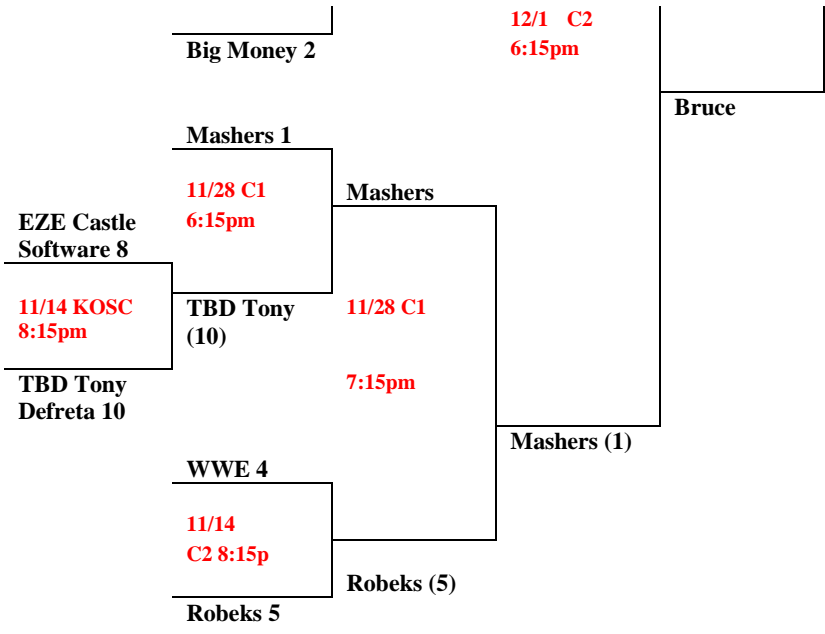 12/1 C2
6:15pm
Big Money 2
Bruce
Mashers 1
11/28 C1
6:15pm
Mashers
EZE Castle
Software 8
11/14 KOSC
8:15pm
TBD Tony
(10)
11/28 C1
7:15pm
TBD Tony
Defreta 10
Mashers (1)
WWE 4
11/14
C2 8:15p
Robeks (5)
Robeks 5